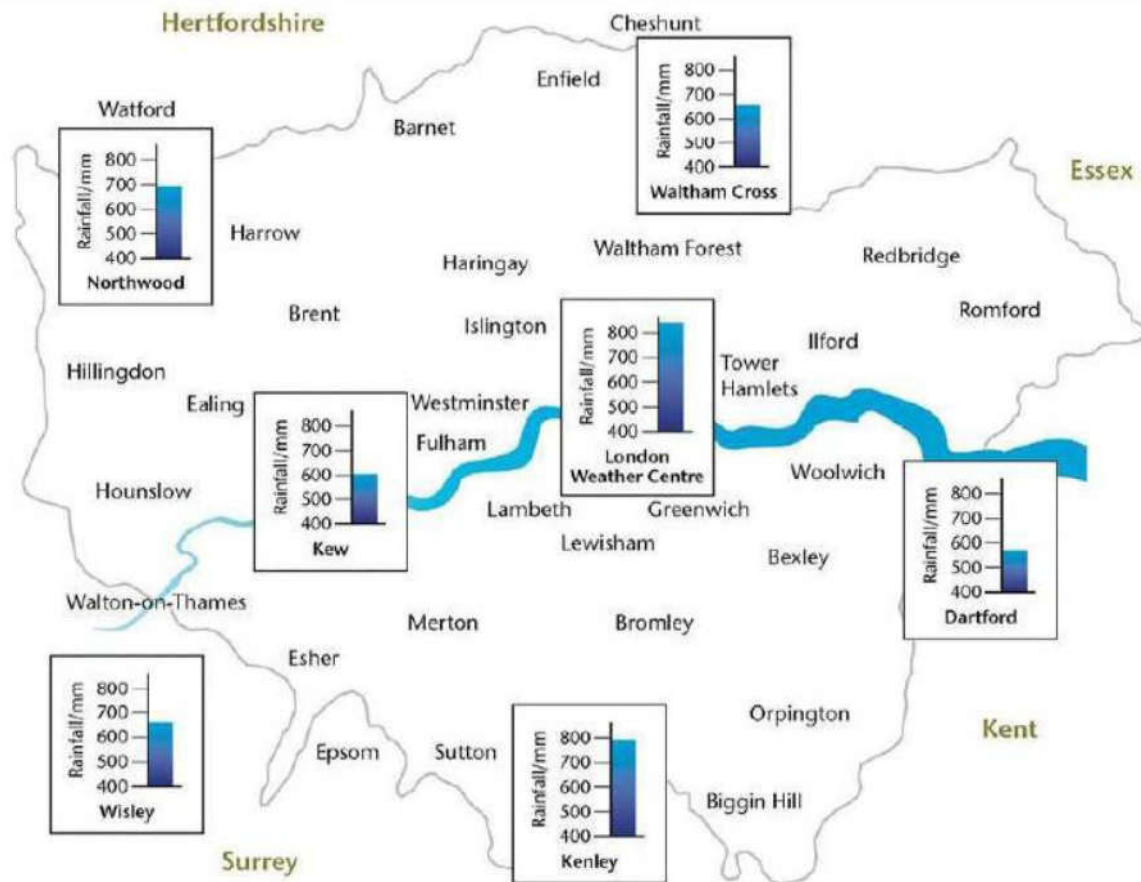 Hertfordshire
Cheshunt
Enfield
Rainfall/mm
800
700
600
500
400
Waltham Cross
Watford
Barnet
Rainfall/mm
800
700
600
500
400
Northwood
Essex
Harrow
Haringay
Waltham Forest
Redbridge
Brent
Islington
Romford
Ilford
Rainfall/mm
800
700
600
500
400
London
Weather Centre
Tower
Hamlets
Hillingdon
Ealing
Westminster
Fulham
Rainfall/mm
800
700
600
500
400
Kew
Hounslow
Lambeth
Greenwich
Woolwich
Lewisham
Bexley
Rainfall/mm
800
700
600
500
400
Dartford
Walton-on-Thames
Merton
Bromley
Esher
Rainfall/mm
800
700
600
500
400
Wisley
Epsom
Sutton
Rainfall/mm
800
700
600
500
400
Kenley
Orpington
Kent
Biggin Hill
Surrey